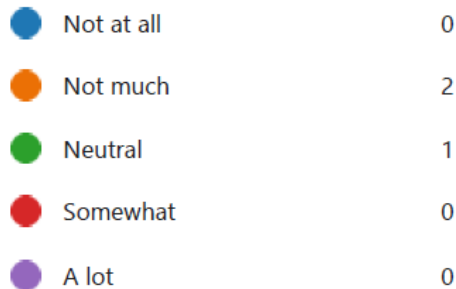 Not at all 0
Not much 2
Neutral 1
Somewhat 0
A lot 0